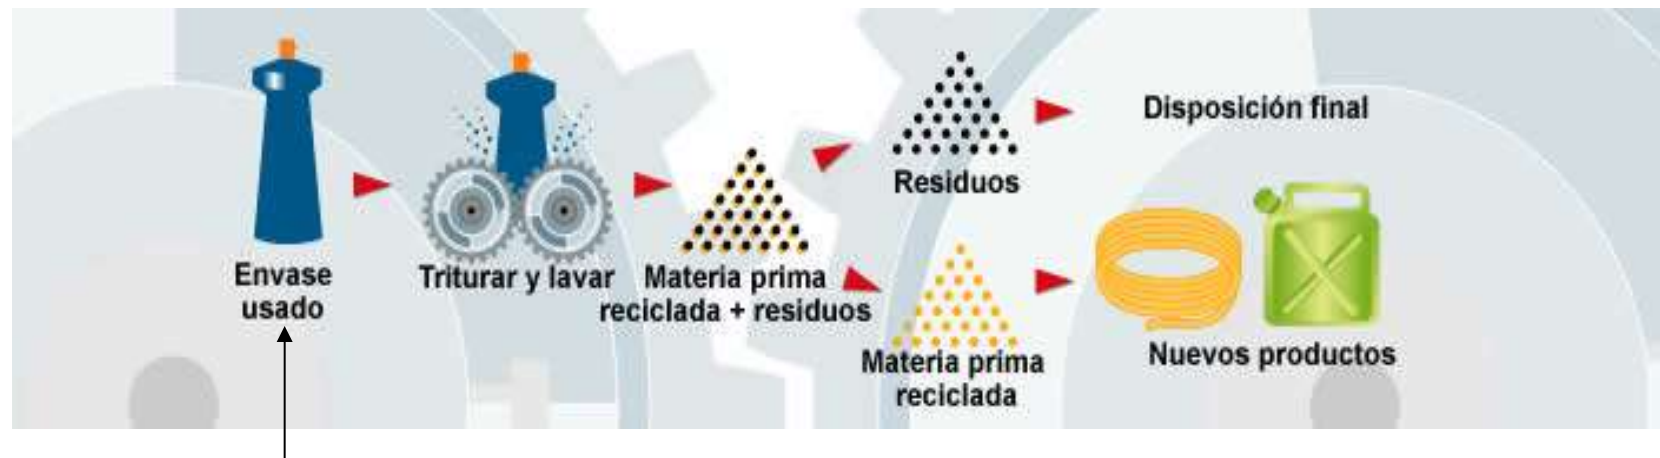 Envase
usado
Triturar y lavar
Materia prima
reciclada + residuos
Residuos
Disposición final
Materia prima
reciclada
Nuevos productos